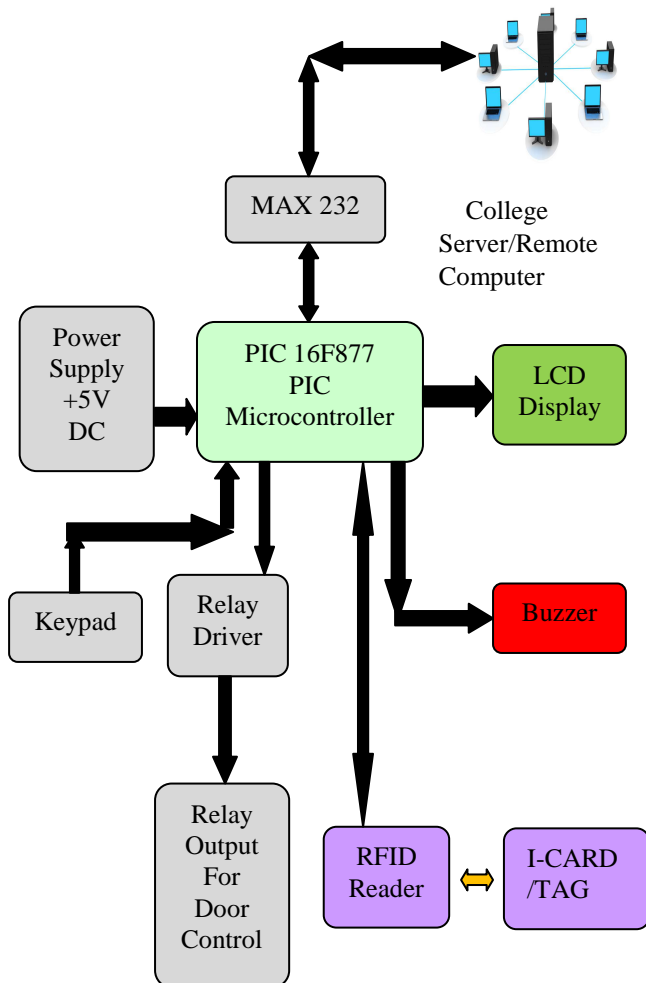 MAX 232
College
Server/Remote
Computer
Power
Supply
+5V
DC
PIC 16F877
PIC
Microcontroller
LCD
Display
Keypad
Relay
Driver
Buzzer
Relay
Output
For
Door
Control
RFID
Reader
I-CARD
/TAG